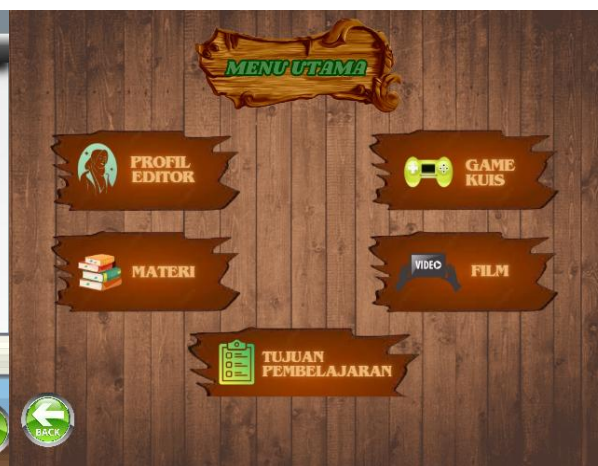 MENU UTAMA
PROFIL
EDITOR
GAME
KUIS
MATERI
VIDEO
FILM
TUJUAN
PEMBELAJARAN
BACK